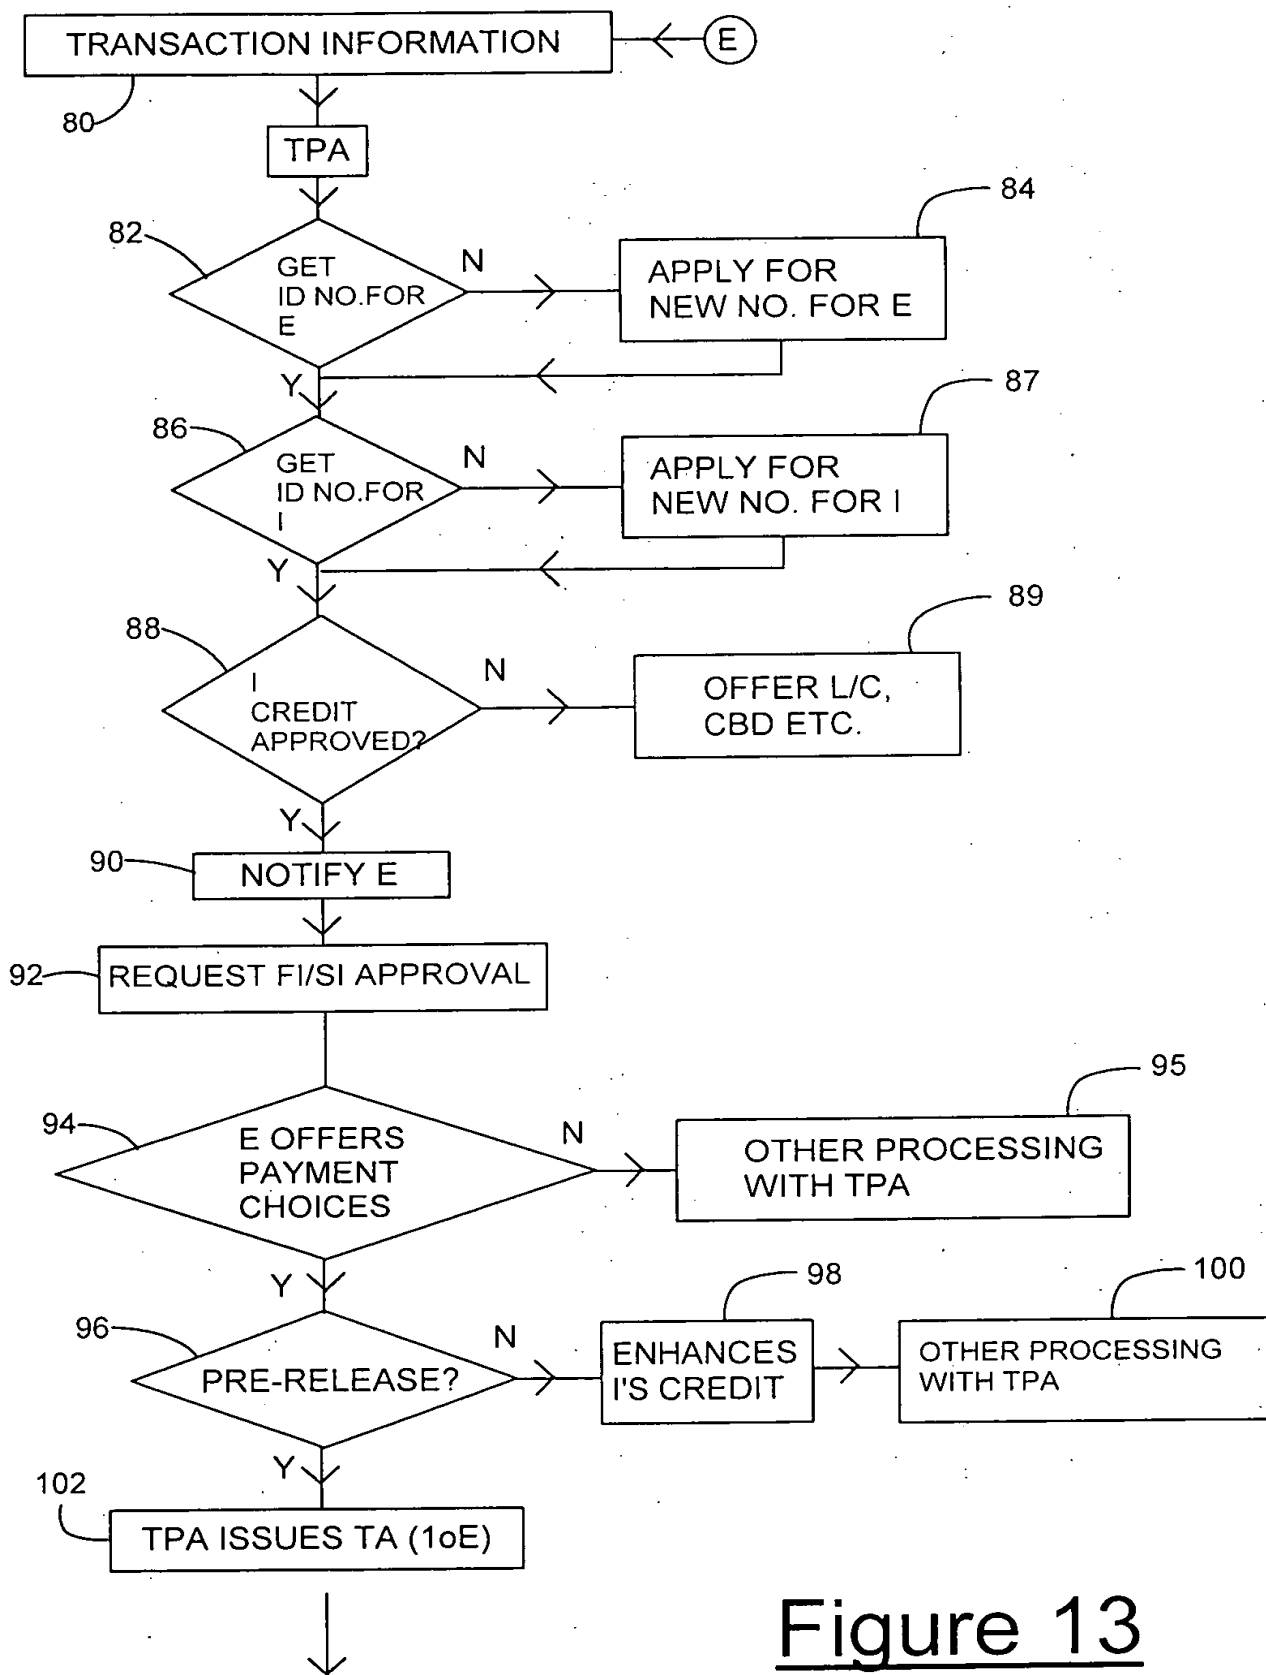 TRANSACTION INFORMATION
E
80
TPA
84
82
GET
ID NO.FOR
E
N
APPLY FOR
NEW NO. FOR E
Y
87
86
GET
ID NO.FOR
I
N
APPLY FOR
NEW NO. FOR I
Y
89
88
I
CREDIT
APPROVED?
N
OFFER L/C,
CBD ETC.
Y
90
NOTIFY E
92
REQUEST FI/SI APPROVAL
95
94
E OFFERS
PAYMENT
CHOICES
N
OTHER PROCESSING
WITH TPA
Y
98
100
96
PRE-RELEASE?
N
ENHANCES
I'S CREDIT
OTHER PROCESSING
WITH TPA
Y
102
TPA ISSUES TA (1oE)
Figure 13